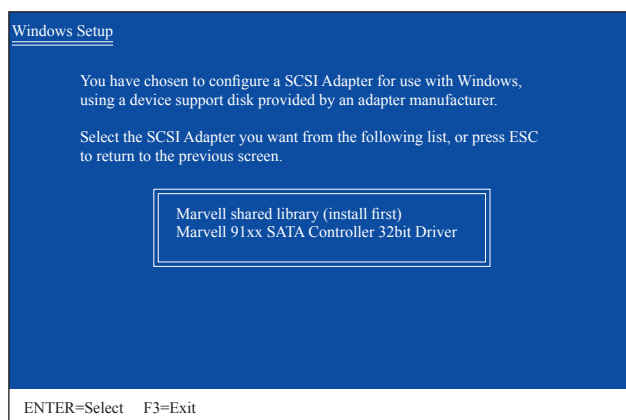 Windows Setup
You have chosen to configure a SCSI Adapter for use with Windows,
using a device support disk provided by an adapter manufacturer.
Select the SCSI Adapter you want from the following list, or press ESC
to return to the previous screen.
Marvell shared library (install first)
Marvell 91xx SATA Controller 32bit Driver
ENTER=Select F3=Exit